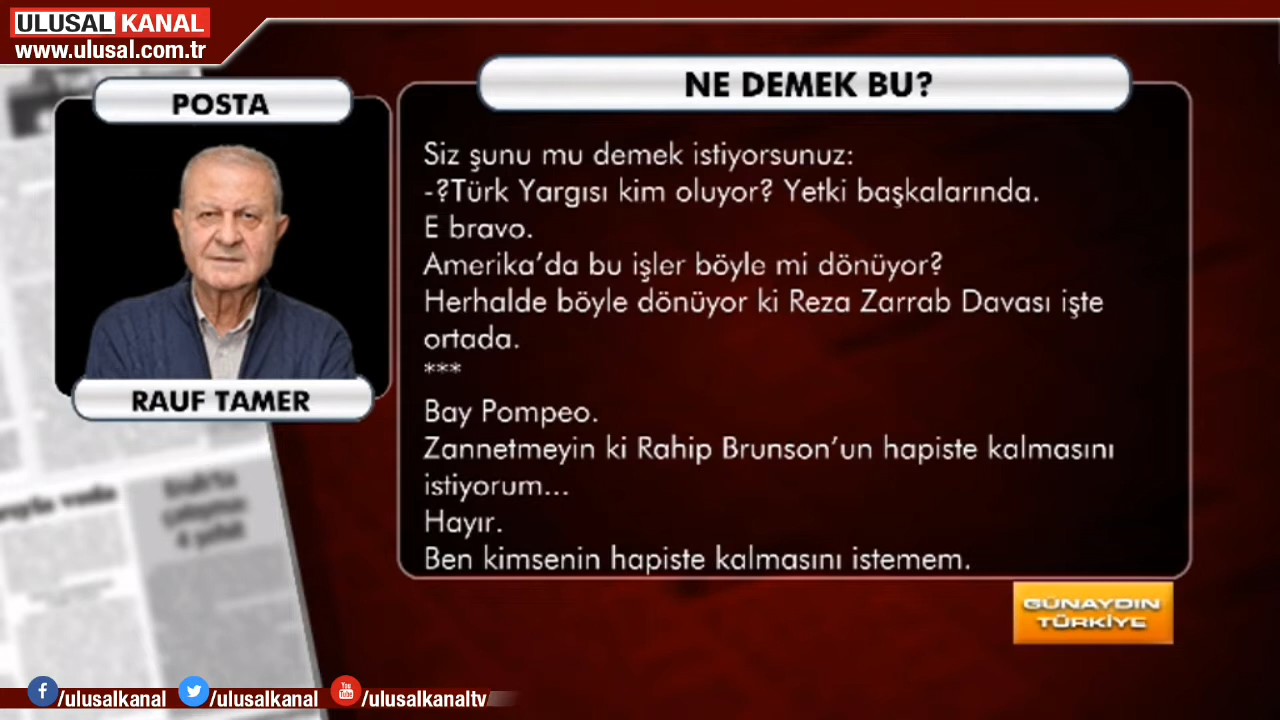 ULUSAL KANAL
www.ulusal.com.tr
POSTA
RAUF TAMER
NE DEMEK BU?
Siz şunu mu demek istiyorsunuz:
-?Türk Yargısı kim oluyor? Yetki başkalarında.
E bravo.
Amerika'da bu işler böyle mi dönüyor?
Herhalde böyle dönüyor ki Reza Zarrab Davası işte
ortada.
***
Bay Pompeo.
Zannetmeyin ki Rahip Brunson'un hapiste kalmasını
istiyorum...
Hayır.
Ben kimsenin hapiste kalmasını istemem.
GÜNAYDIN
TÜRKİYE
/ulusalkanal
/ulusalkanal
You Tube
/ulusalkanaltv